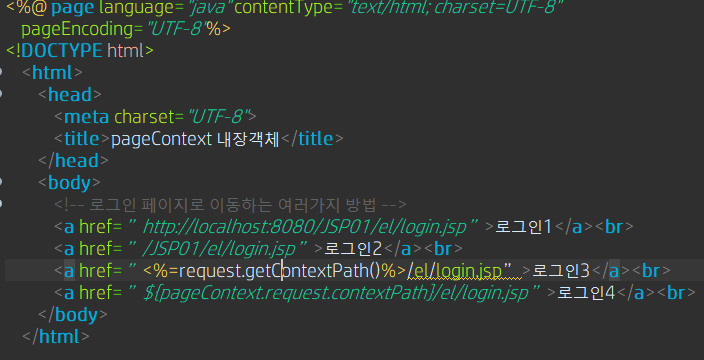 <%@ page language="java" contentType="text/html; charset=UTF-8"
pageEncoding="UTF-8"%>
<!DOCTYPE html>
<html>
<head>
<meta charset="UTF-8">
<title>pageContext 내장객체</title>
</head>
<body>
<!-- 로그인 페이지로 이동하는 여러가지 방법 -->
<a href= ” http://localhost:8080/JSP01/el/login.jsp ” >로그인1</a><br>
<a href= ” /JSP01/el/login.jsp ” >로그인2</a><br>
<a href= ” <%=request.getContextPath()%>/el/login.jsp ” >로그인3</a><br>
<a href= ” ${pageContext.request.contextPath}/el/login.jsp ” >로그인4</a><br>
</body>
</html>